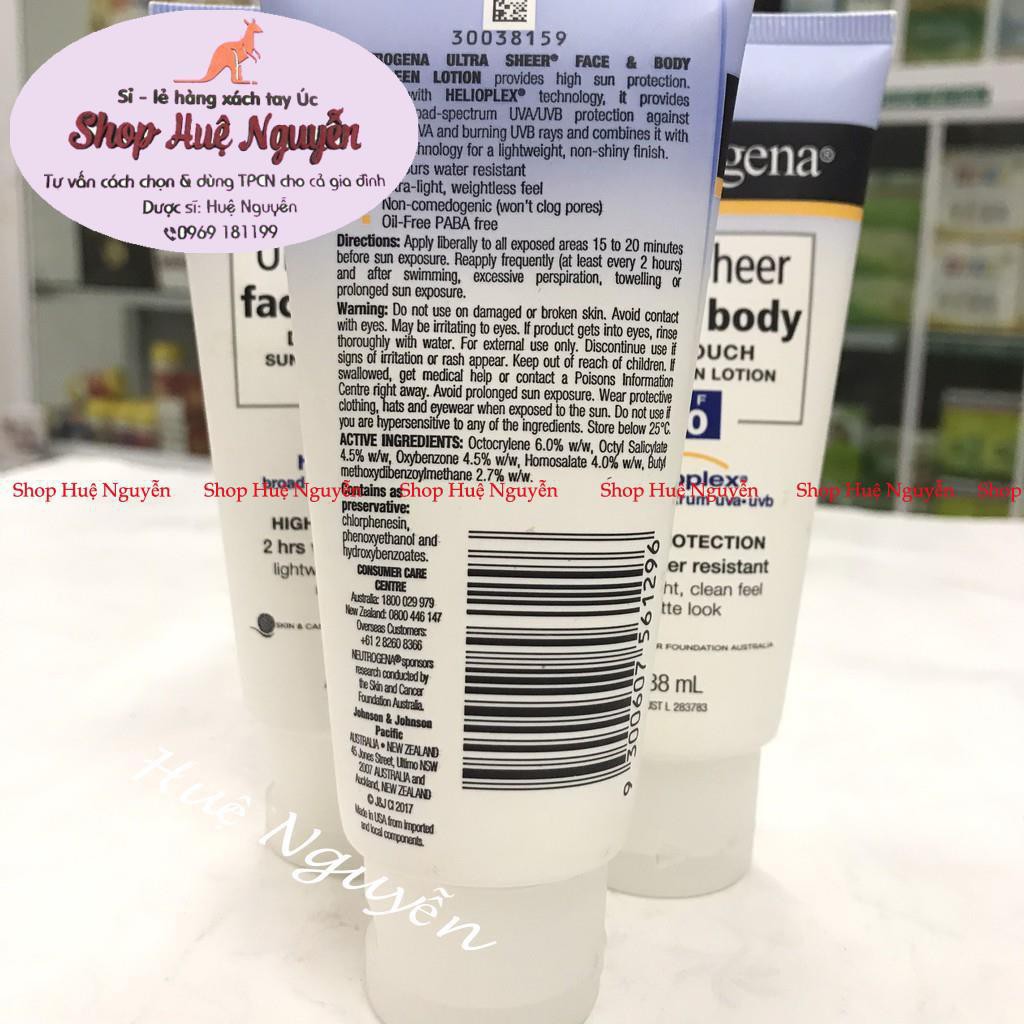 Sỉ - lẻ hàng xách tay Úc
Shop Huệ Nguyễn
Tư vấn cách chọn & dùng TPCN cho cả gia đình
Dược sĩ: Huệ Nguyễn
0969 181199
30038159
ROGENA ULTRA SHEER® FACE & BODY
EEN LOTION provides high sun protection.
with HELIOPLEX® technology, it provides
oad-spectrum UVA/UVB protection against
VA and burning UVB rays and combines it with
hnology for a lightweight, non-shiny finish.
ours water resistant
ra-light, weightless feel
Non-comedogenic (won't clog pores)
Oil-Free PABA free
Directions: Apply liberally to all exposed areas 15 to 20 minutes
before sun exposure. Reapply frequently (at least every 2 hours)
and after swimming, excessive perspiration, towelling or
prolonged sun exposure.
Warning: Do not use on damaged or broken skin. Avoid contact
with eyes. May be irritating to eyes. If product gets into eyes, rinse
thoroughly with water. For external use only. Discontinue use if
signs of irritation or rash appear. Keep out of reach of children. If
swallowed, get medical help or contact a Poisons Information
Centre right away. Avoid prolonged sun exposure. Wear protective
clothing, hats and eyewear when exposed to the sun. Do not use if
you are hypersensitive to any of the ingredients. Store below 25°C.
ACTIVE INGREDIENTS: Octocrylene 6.0% w/w, Octyl Salicylate
4.5% w/w, Oxybenzone 4.5% w/w, Homosalate 4.0% w/w, Butyl
methoxydibenzoylmethane 2.7% w/w.
Contains as
preservative:
chlorphenesin,
phenoxyethanol and
hydroxybenzoates.
CONSUMER CARE
CENTRE
Australia: 1800 029 979
New Zealand: 0800 446 147
Overseas Customers:
+61 2 8260 8366
NEUTROGENA® sponsors
research conducted by
the Skin and Cancer
Foundation Australia.
Johnson & Johnson
Pacific
AUSTRALIA • NEW ZEALAND
45 Jones Street, Ultimo NSW
2007 AUSTRALIA and
Auckland, NEW ZEALAND
© J&J CI 2017
Made in USA from imported
and local components.
9 300607 561296
fac
SUN
broad
HIGH
2 hrs
lightw
SKIN & CA
gena®
heer
body
OUCH
N LOTION
F
0
plex®
rum uva•uvb
OTECTION
er resistant
ht, clean feel
tte look
R FOUNDATION AUSTRALIA
88 mL
UST L 283783
Shop Huệ Nguyễn Shop Huệ Nguyễn Shop Huệ Nguyễn Shop Huệ Nguyễn Shop Huệ Nguyễn Shop
Huệ Nguyễn